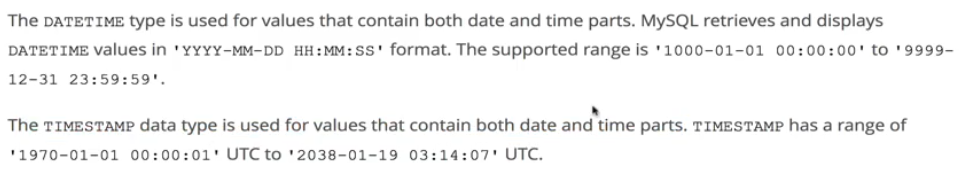 The DATETIME type is used for values that contain both date and time parts. MySQL retrieves and displays
DATETIME values in 'YYYY-MM-DD HH:MM:SS' format. The supported range is '1000-01-01 00:00:00' to '9999-
12-31 23:59:59'.
The TIMESTAMP data type is used for values that contain both date and time parts. TIMESTAMP has a range of
'1970-01-01 00:00:01' UTC to '2038-01-19 03:14:07' UTC.